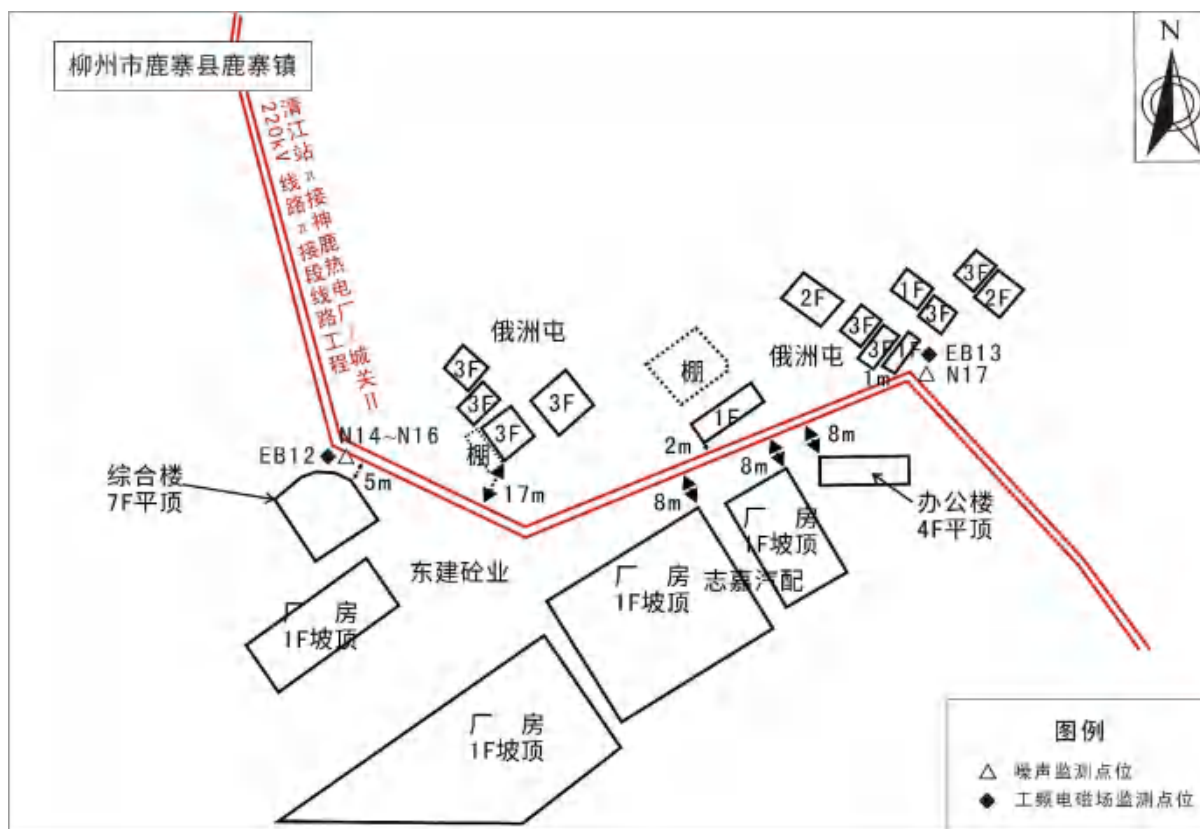 柳州市鹿寨县鹿寨镇
N
清江站π接神鹿热电厂/城关Ⅱ
220kV线路π接段线路工程
俄洲屯
3F
3F
3F
3F
棚
17m
N14~N16
EB12
5m
综合楼
7F平顶
东建砼业
厂 房
1F坡顶
厂 房
1F坡顶
棚
1F
2m
8m
8m
8m
俄洲屯
2F
3F
3F
1F
1F
3F
3F
2F
1m
EB13
N17
厂 房
1F坡顶
志嘉汽配
厂 房
1F坡顶
办公楼
4F平顶
图例
噪声监测点位
工频电磁场监测点位